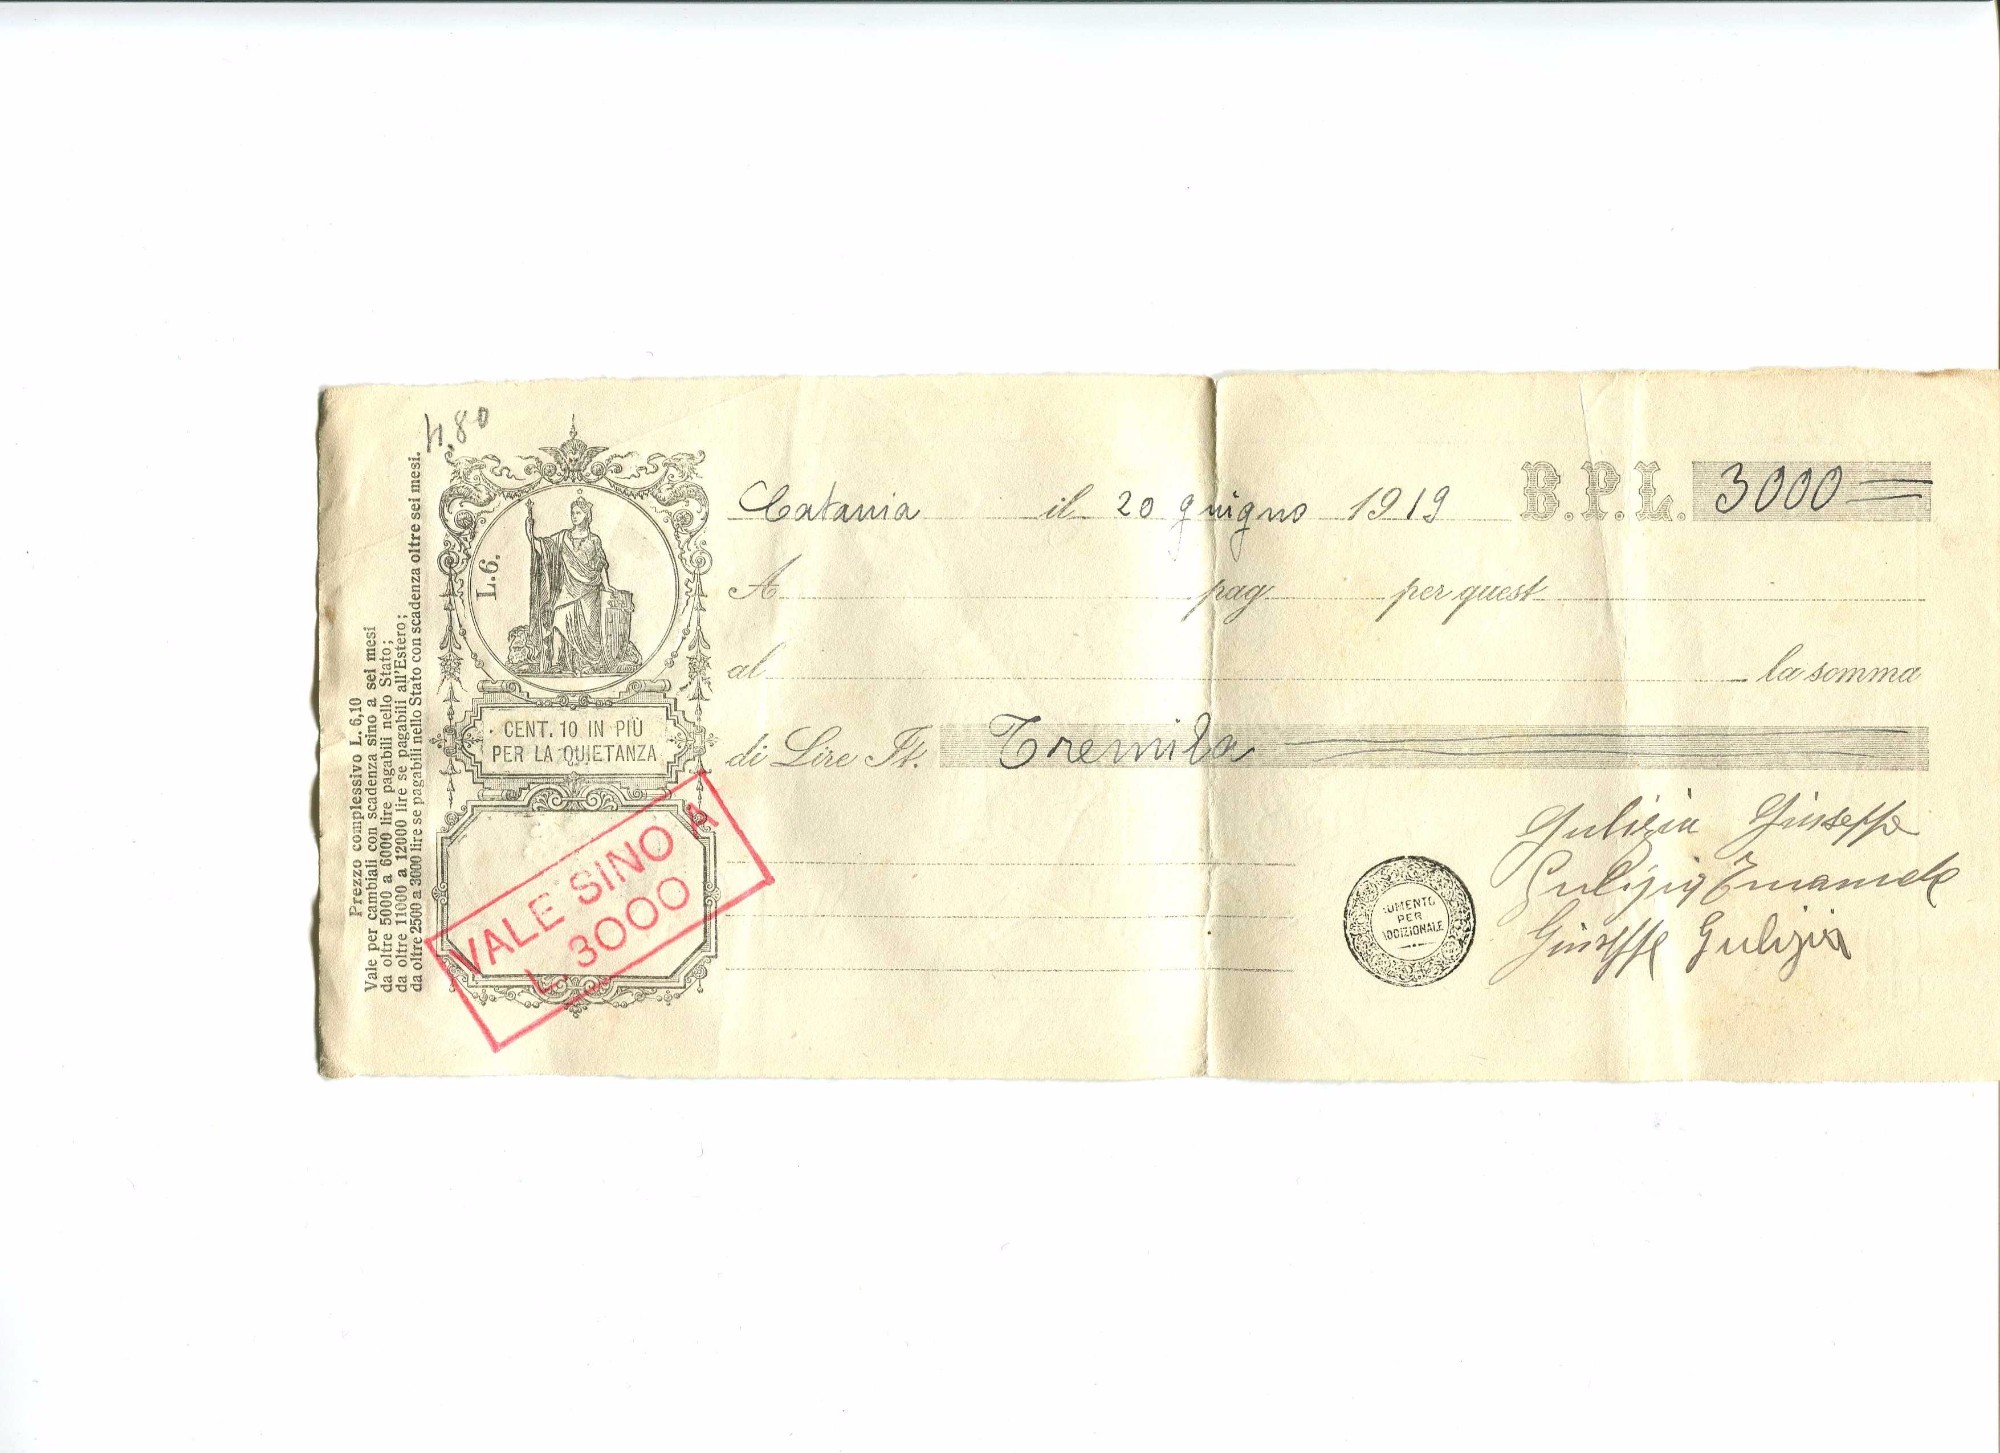 4.80
Prezzo complessivo L. 6,10
Vale per cambiali con scadenza sino a sei mesi
da oltre 5000 a 6000 lire pagabili nello Stato;
da oltre 11000 a 12000 lire se pagabili all'Estero;
da oltre 2500 a 3000 lire se pagabili nello Stato con scadenza oltre sei mesi.
L.6.
CENT. 10 IN PIÙ
PER LA QUIETANZA
VALE SINO A
L. 3000
Catania il 20 giugno 1919 B.P.L. 3000
A pag per quest
al la somma
di Lire It. Tremila
UMENTO
PER
ADDIZIONALE
Gulizia Giuseppe
Gulizia Emanuele
Giuseppe Gulizia